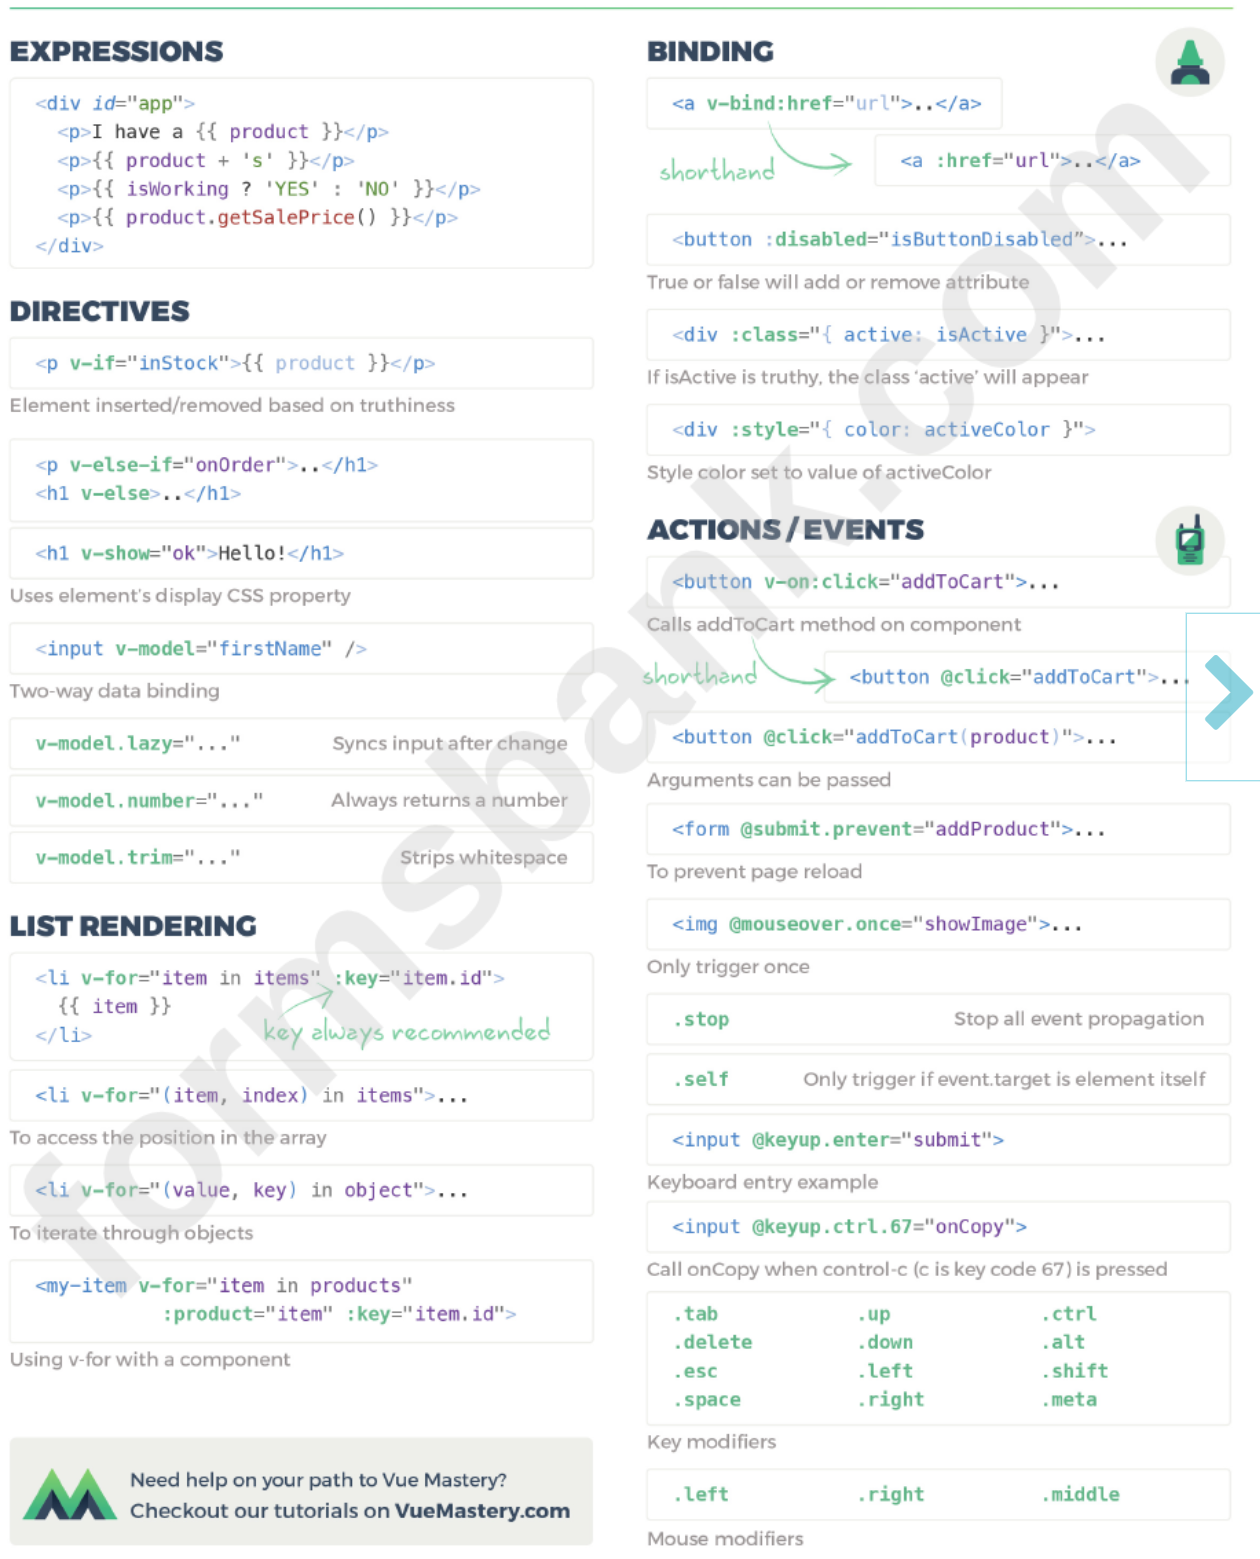 EXPRESSIONS
<div id="app">
<p>I have a {{ product }}</p>
<p>{{ product + 's' }}</p>
<p>{{ isWorking ? 'YES' : 'NO' }}</p>
<p>{{ product.getSalePrice() }}</p>
</div>
DIRECTIVES
<p v-if="inStock">{{ product }}</p>
Element inserted/removed based on truthiness
<p v-else-if="onOrder">..</h1>
<h1 v-else>..</h1>
<h1 v-show="ok">Hello!</h1>
Uses element's display CSS property
<input v-model="firstName" />
Two-way data binding
v-model.lazy="..." Syncs input after change
v-model.number="..." Always returns a number
v-model.trim="..." Strips whitespace
LIST RENDERING
<li v-for="item in items" :key="item.id">
{{ item }}
</li>
key always recommended
<li v-for="(item, index) in items">...
To access the position in the array
<li v-for="(value, key) in object">...
To iterate through objects
<my-item v-for="item in products"
:product="item" :key="item.id">
Using v-for with a component
Need help on your path to Vue Mastery?
Checkout our tutorials on VueMastery.com
BINDING
<a v-bind:href="url">..</a>
shorthand
<a :href="url">..</a>
<button :disabled="isButtonDisabled”>...
True or false will add or remove attribute
<div :class="{ active: isActive }">...
If isActive is truthy, the class ‘active’ will appear
<div :style="{ color: activeColor }">
Style color set to value of activeColor
ACTIONS / EVENTS
<button v-on:click="addToCart">...
Calls addToCart method on component
shorthand
<button @click="addToCart">...
<button @click="addToCart(product)">...
Arguments can be passed
<form @submit.prevent="addProduct">...
To prevent page reload
<img @mouseover.once="showImage">...
Only trigger once
.stop Stop all event propagation
.self Only trigger if event.target is element itself
<input @keyup.enter="submit">
Keyboard entry example
<input @keyup.ctrl.67="onCopy">
Call onCopy when control-c (c is key code 67) is pressed
.tab .up .ctrl
.delete .down .alt
.esc .left .shift
.space .right .meta
Key modifiers
.left .right .middle
Mouse modifiers
formsbank.com